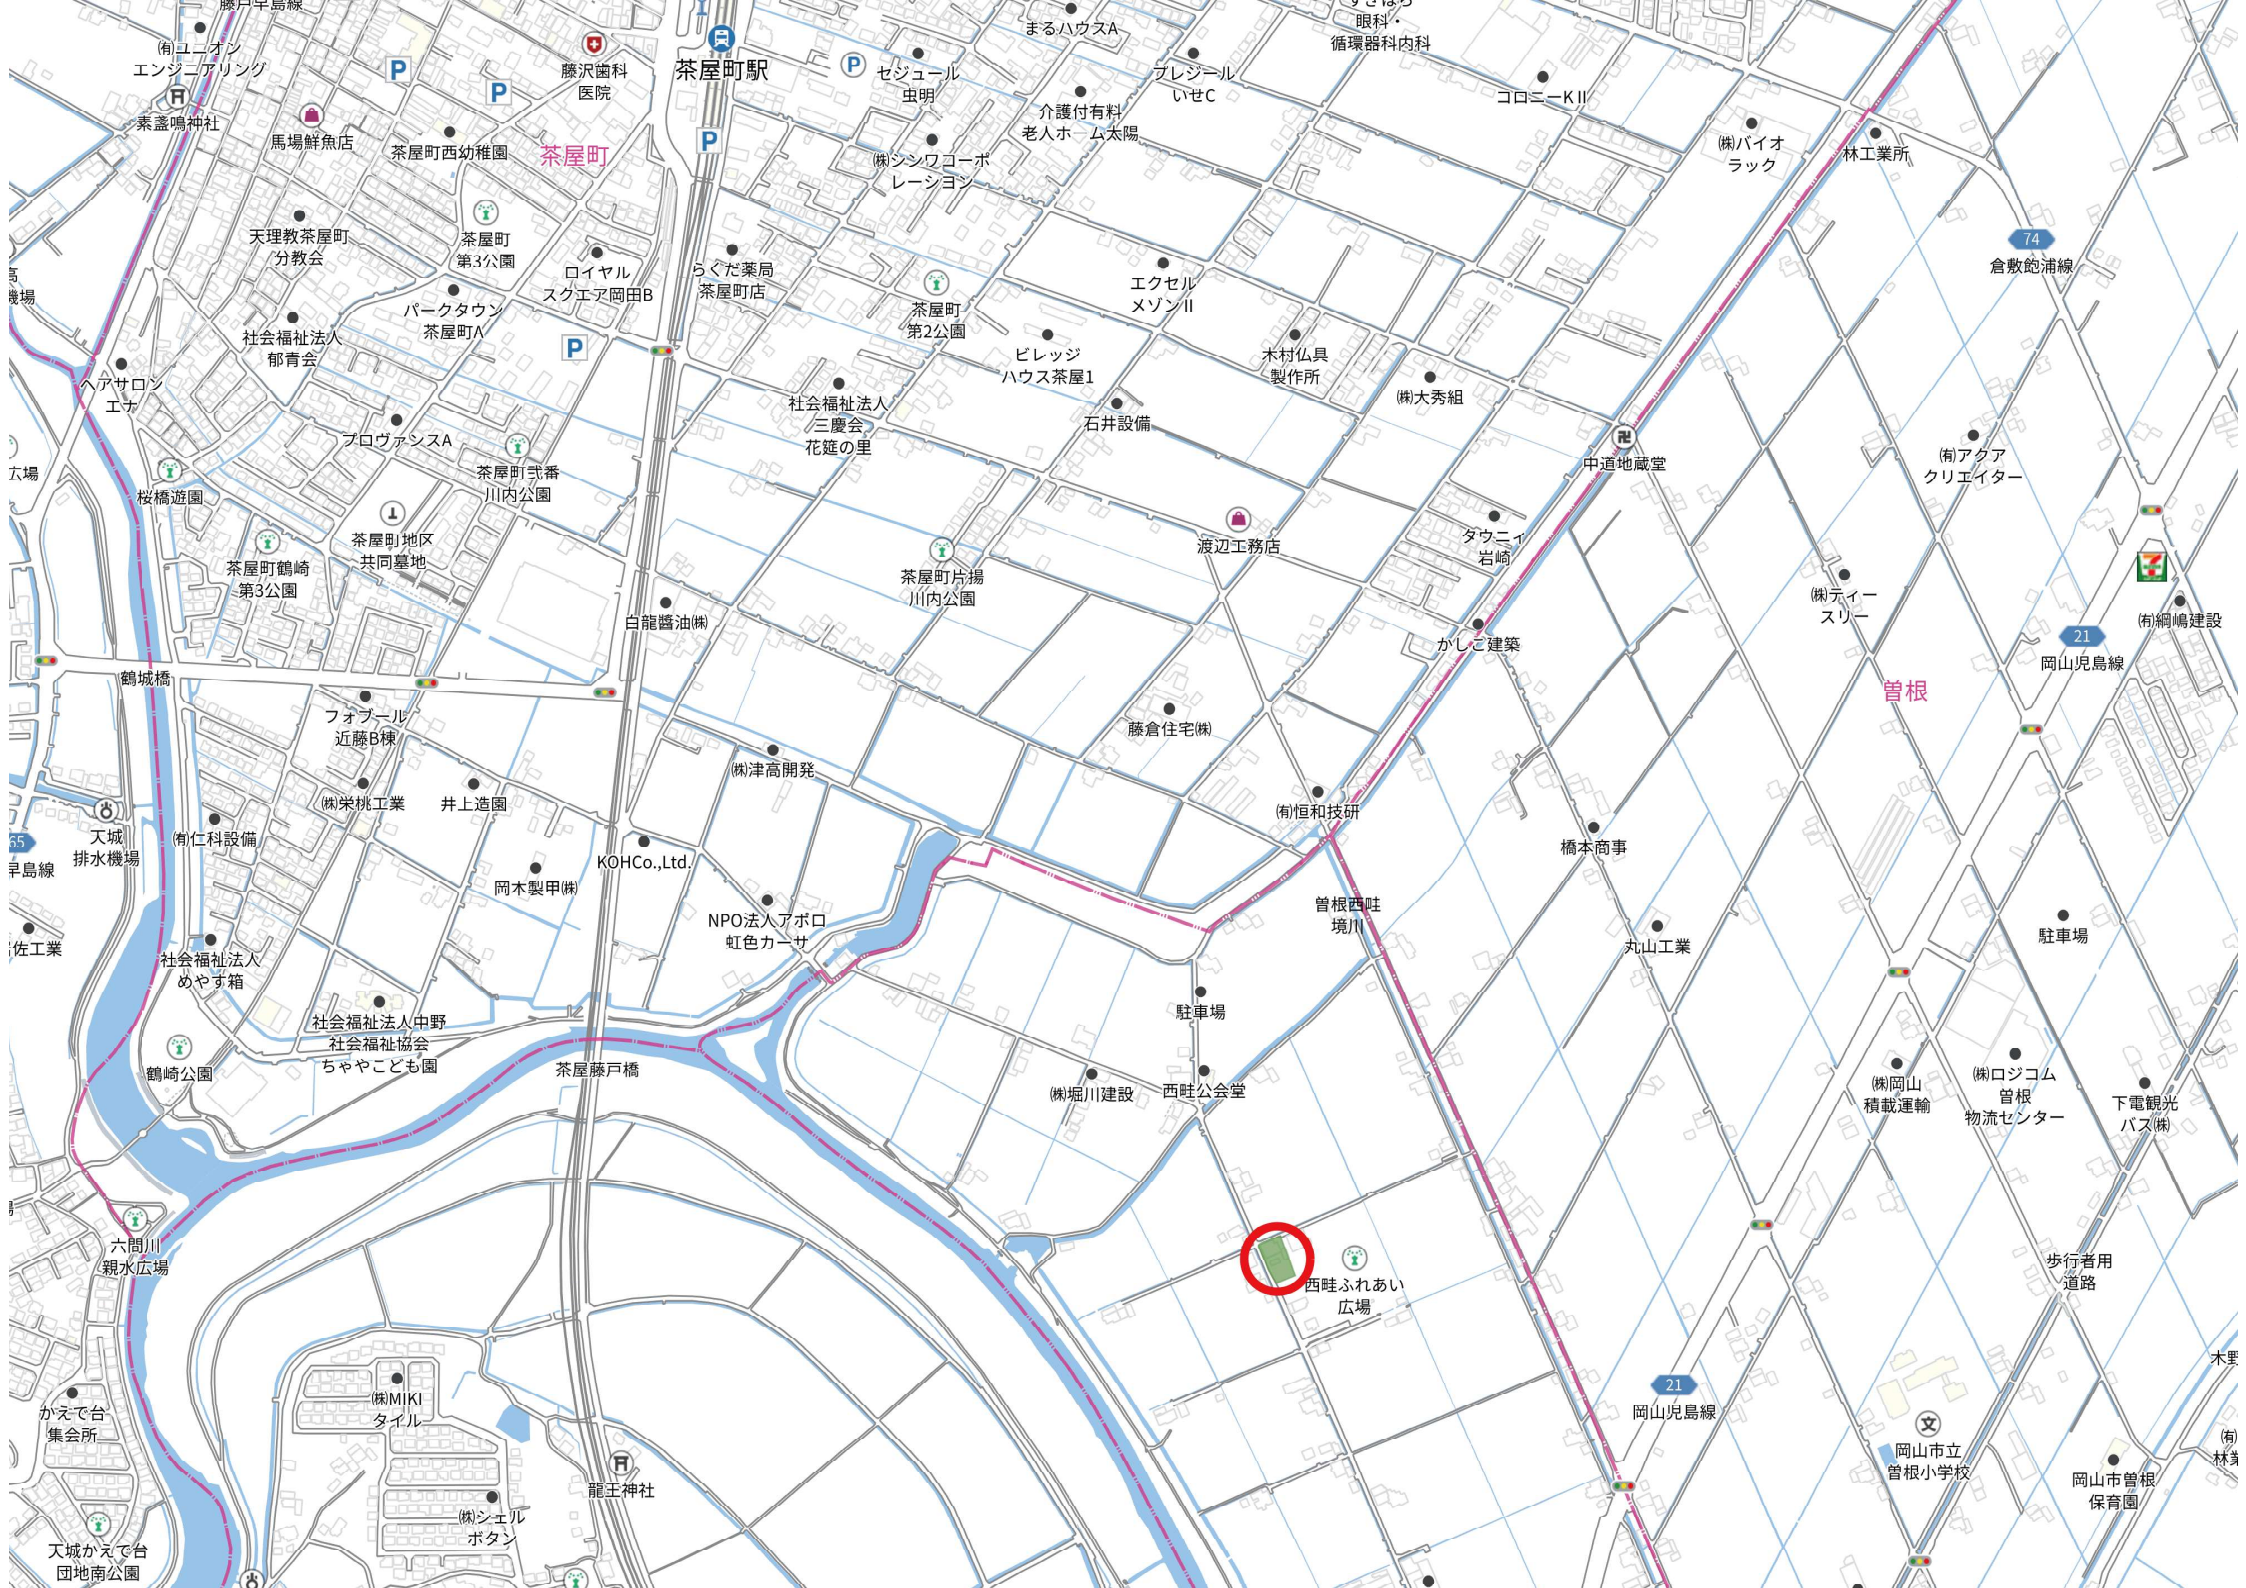 藤戸早島線
㈲ユニオン
エンジニアリング
素盞鳴神社
馬場鮮魚店
藤沢歯科
医院
茶屋町駅
P
P
P
P
茶屋町西幼稚園
茶屋町
セジュール
虫明
まるハウスA
介護付有料
老人ホーム太陽
プレジール
いせC
眼科・
循環器科内科
コロニーKⅡ
㈱バイオ
ラック
林工業所
74
倉敷飽浦線
㈱シンワコーポ
レーション
天理教茶屋町
分教会
茶屋町
第3公園
ロイヤル
スクエア岡田B
らくだ薬局
茶屋町店
茶屋町
第2公園
エクセル
メゾンⅡ
パークタウン
茶屋町A
P
社会福祉法人
郁青会
機場
ヘアサロン
エナ
ビレッジ
ハウス茶屋1
木村仏具
製作所
㈱大秀組
社会福祉法人
三慶会
花筵の里
石井設備
プロヴァンスA
茶屋町弐番
川内公園
桜橋遊園
広場
中道地蔵堂
㈲アクア
クリエイター
茶屋町地区
共同墓地
茶屋町鶴崎
第3公園
茶屋町片揚
川内公園
渡辺工務店
タウニィ
岩崎
㈱ティー
スリー
7
㈲綱嶋建設
21
岡山児島線
白龍醬油㈱
かしこ建築
曽根
鶴城橋
フォブール
近藤B棟
藤倉住宅㈱
㈱津高開発
㈱栄桃工業
井上造園
㈲恒和技研
天城
排水機場
㈲仁科設備
65
早島線
KOHCo.,Ltd.
岡木製甲㈱
橋本商事
NPO法人アポロ
虹色カーサ
曽根西畦
境川
丸山工業
駐車場
佐工業
社会福祉法人
めやす箱
駐車場
社会福祉法人中野
社会福祉協会
ちゃやこども園
鶴崎公園
茶屋藤戸橋
㈱堀川建設
西畦公会堂
㈱岡山
積載運輸
㈱ロジコム
曽根
物流センター
下電観光
バス㈱
六間川
親水広場
西畦ふれあい
広場
歩行者用
道路
㈱MIKI
タイル
かえで台
集会所
21
岡山児島線
文
岡山市立
曽根小学校
岡山市曽根
保育園
龍王神社
㈱シェル
ボタン
天城かえで台
団地南公園